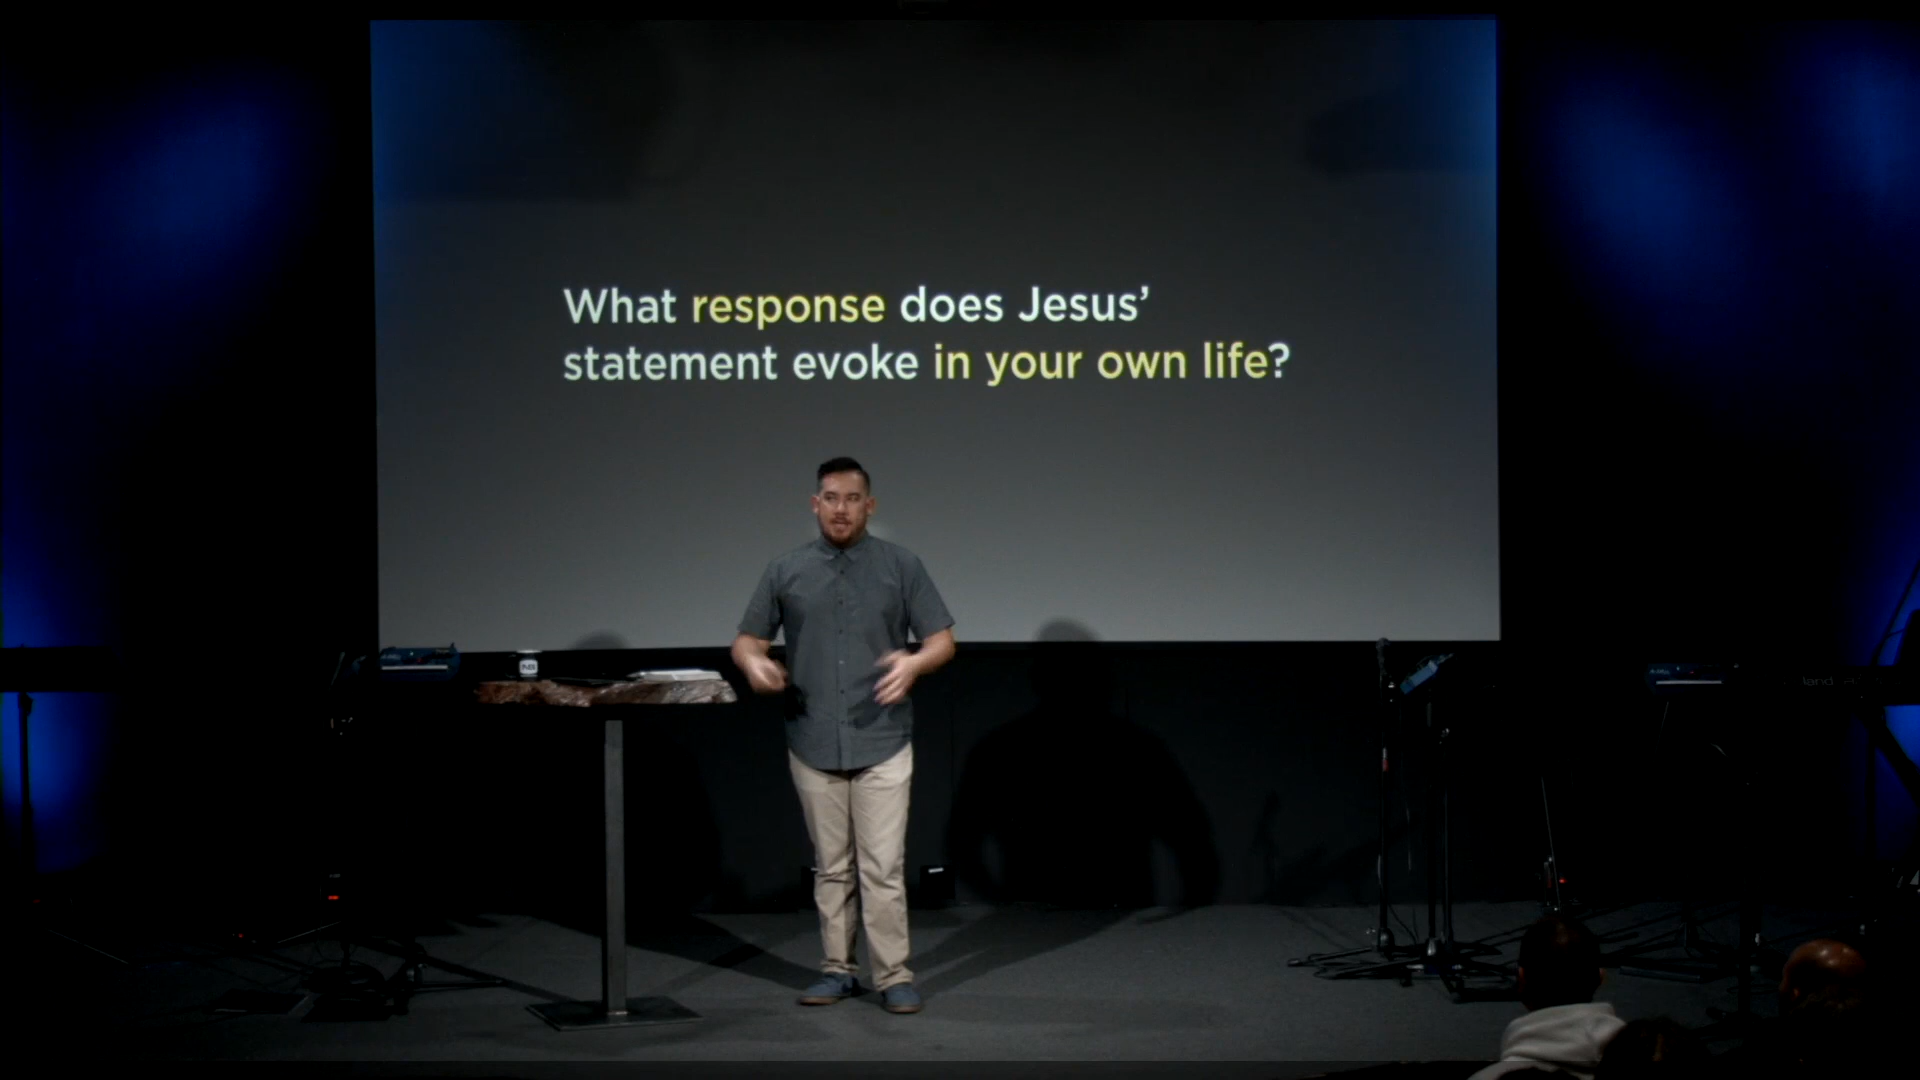 What response does Jesus’
statement evoke in your own life?